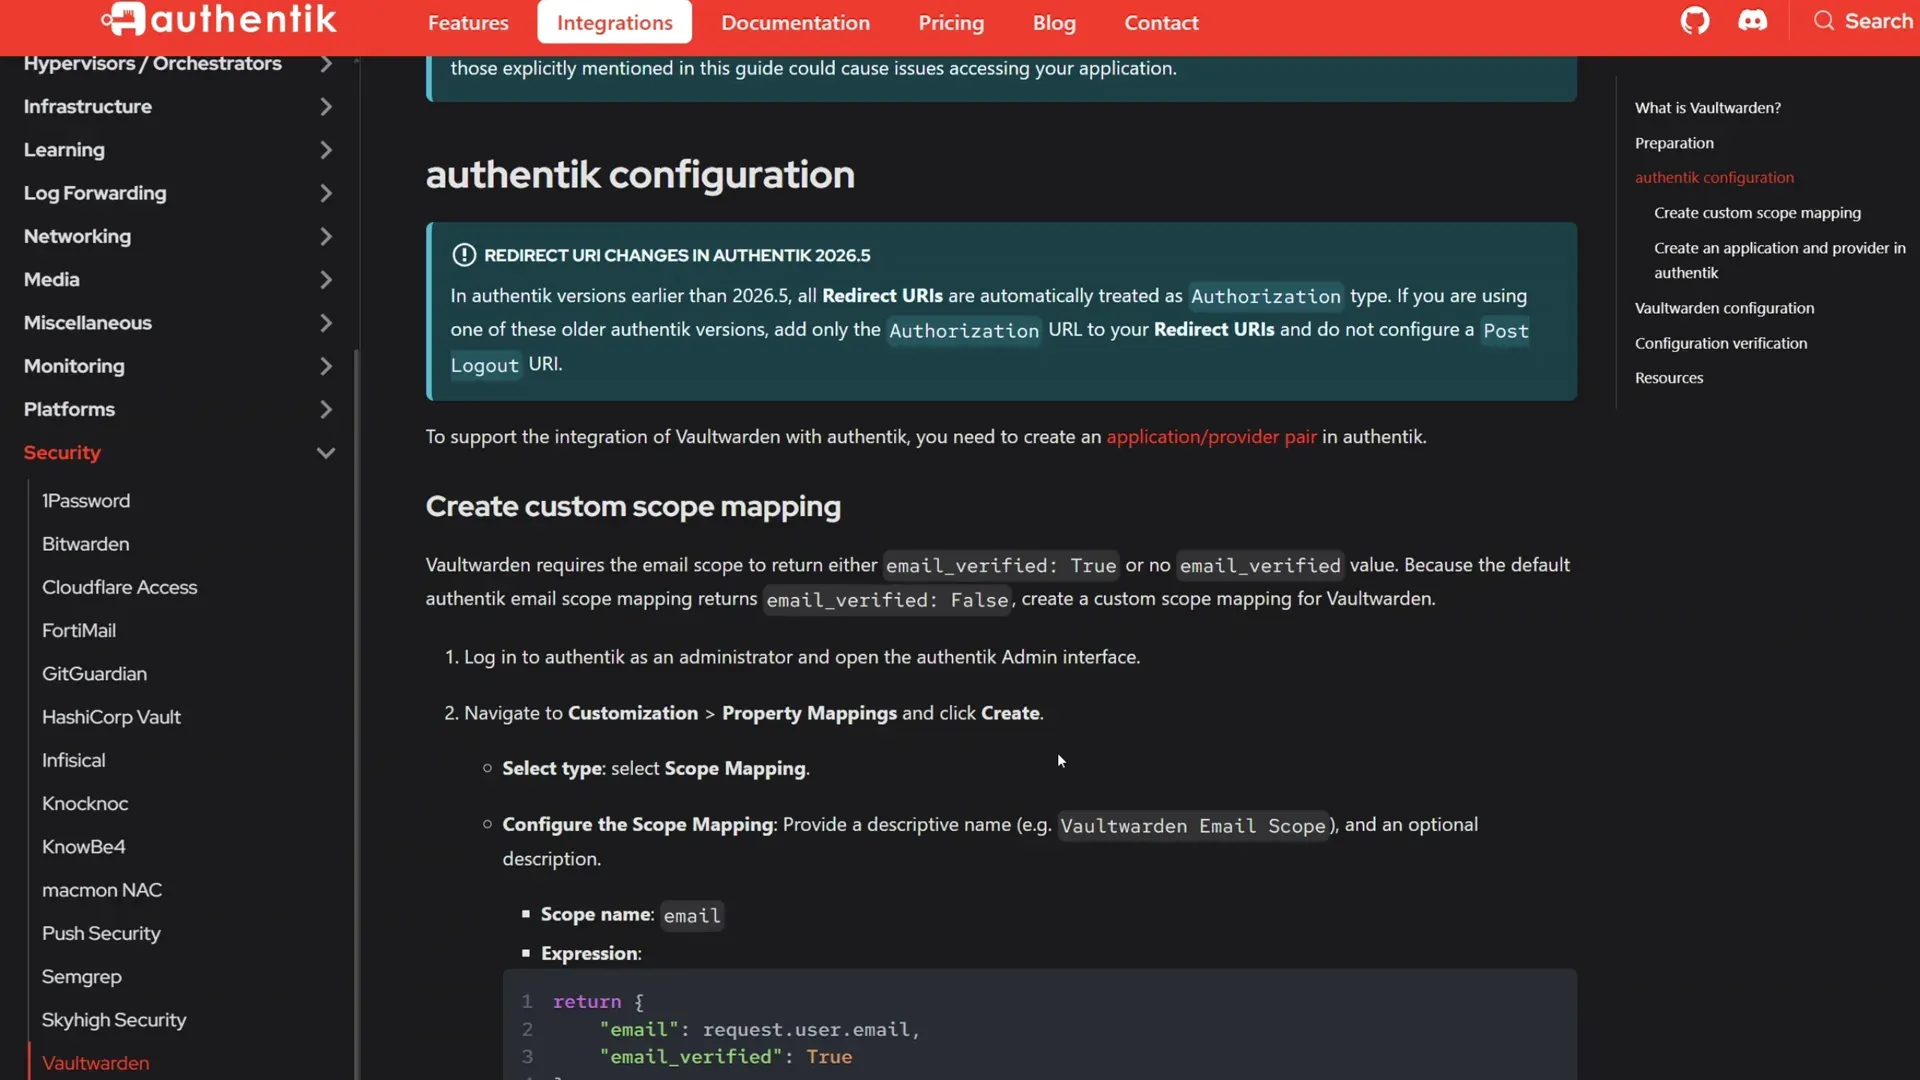 authentik
Features
Integrations
Documentation
Pricing
Blog
Contact
Search
Hypervisors / Orchestrators
Infrastructure
Learning
Log Forwarding
Networking
Media
Miscellaneous
Monitoring
Platforms
Security
1Password
Bitwarden
Cloudflare Access
FortiMail
GitGuardian
HashiCorp Vault
Infisical
Knocknoc
KnowBe4
macmon NAC
Push Security
Semgrep
Skyhigh Security
Vaultwarden
those explicitly mentioned in this guide could cause issues accessing your application.
authentik configuration
REDIRECT URI CHANGES IN AUTHENTIK 2026.5
In authentik versions earlier than 2026.5, all Redirect URIs are automatically treated as Authorization type. If you are using
one of these older authentik versions, add only the Authorization URL to your Redirect URIs and do not configure a Post
Logout URI.
To support the integration of Vaultwarden with authentik, you need to create an application/provider pair in authentik.
Create custom scope mapping
Vaultwarden requires the email scope to return either email_verified: True or no email_verified value. Because the default
authentik email scope mapping returns email_verified: False, create a custom scope mapping for Vaultwarden.
1. Log in to authentik as an administrator and open the authentik Admin interface.
2. Navigate to Customization > Property Mappings and click Create.
Select type: select Scope Mapping.
Configure the Scope Mapping: Provide a descriptive name (e.g. Vaultwarden Email Scope), and an optional
description.
Scope name: email
Expression:
1 return {
2 "email": request.user.email,
3 "email_verified": True
What is Vaultwarden?
Preparation
authentik configuration
Create custom scope mapping
Create an application and provider in
authentik
Vaultwarden configuration
Configuration verification
Resources